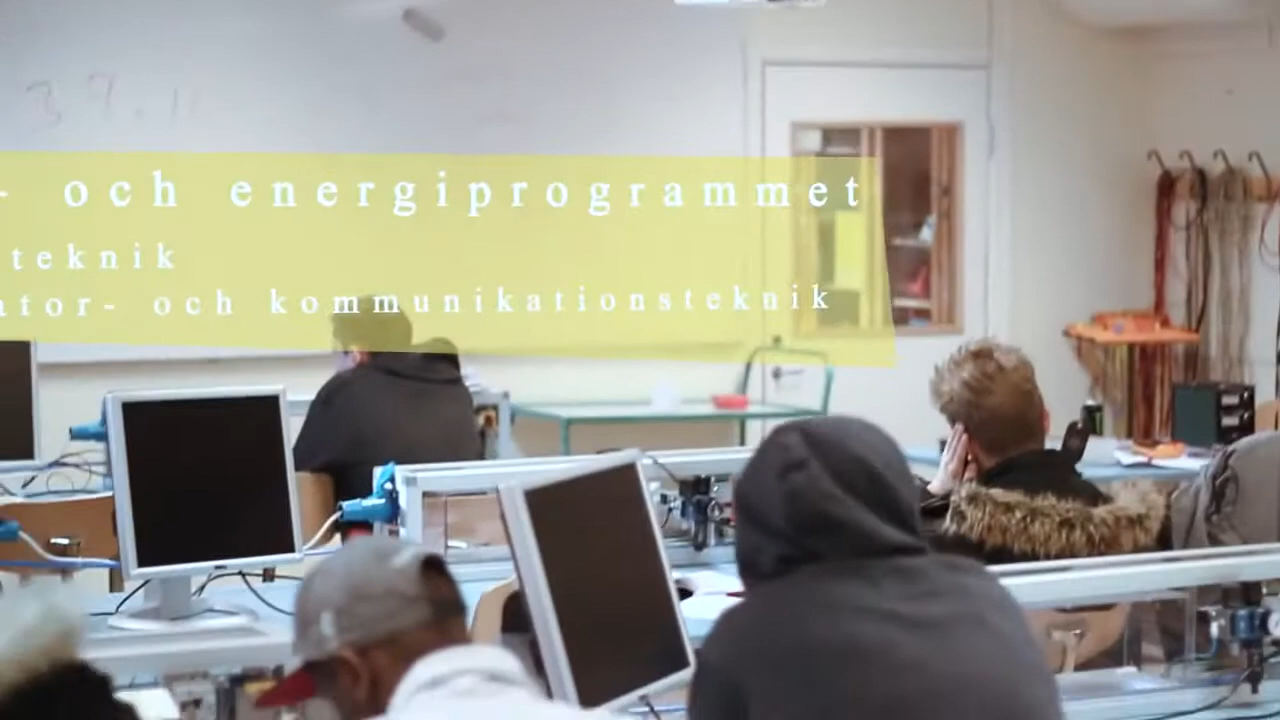 - och energiprogrammet
teknik
ator- och kommunikationsteknik